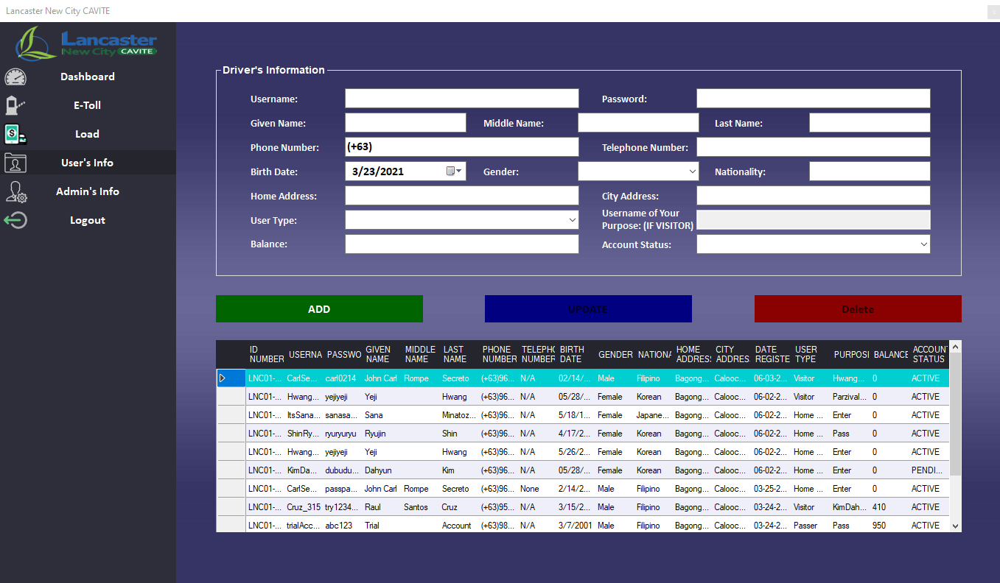 Lancaster New City CAVITE
Lancaster
New City CAVITE
Dashboard
E-Toll
Load
User's Info
Admin's Info
Logout
Driver's Information
Username:
Password:
Given Name:
Middle Name:
Last Name:
Phone Number: (+63)
Telephone Number:
Birth Date: 3/23/2021
Gender:
Nationality:
Home Address:
City Address:
User Type:
Username of Your
Purpose: (IF VISITOR)
Balance:
Account Status:
ADD UPDATE Delete
ID NUMBER USERNA PASSWO GIVEN NAME MIDDLE NAME LAST NAME PHONE NUMBER TELEPHO NUMBER BIRTH DATE GENDER NATIONA HOME ADDRES CITY ADDRES DATE REGISTE USER TYPE PURPOSI BALANCE ACCOUN STATUS
LNC01-... CarlSe... carl0214 John Carl Rompe Secreto (+63)96... N/A 02/14/... Male Filipino Bagong... Calooc... 06-03-2... Visitor Hwang... 0 ACTIVE
LNC01-... Hwang... yejiyeji Yeji Hwang (+63)96... N/A 05/28/... Female Korean Bagong... Calooc... 06-02-2... Visitor Parzival... 0 ACTIVE
LNC01-... ItsSana... sanasa... Sana Minatoz... (+63)96... N/A 5/18/1... Female Japane... Bagong... Calooc... 06-02-2... Home ... Enter 0 ACTIVE
LNC01-... ShinRy... ryuryuryu Ryujin Shin (+63)96... N/A 4/17/2... Female Korean Bagong... Calooc... 06-02-2... Home ... Pass 0 ACTIVE
LNC01-... Hwang... yejiyeji Yeji Hwang (+63)96... N/A 5/26/2... Female Korean Bagong... Calooc... 06-02-2... Home ... Enter 0 ACTIVE
LNC01-... KimDa... dubudu... Dahyun Kim (+63)96... N/A 05/28/... Female Korean Bagong... Calooc... 06-02-2... Home ... Enter 0 PENDI...
LNC01-... CarlSe... passpa... John Carl Rompe Secreto (+63)96... None 2/14/2... Male Filipino Bagong... Calooc... 03-25-2... Home ... Enter 0 ACTIVE
LNC01-... Cruz_315 try1234... Raul Santos Cruz (+63)95... N/A 3/15/2... Male Filipino Bagong... Calooc... 03-24-2... Visitor KimDah... 410 ACTIVE
LNC01-... trialAcc... abc123 Trial Account (+63)98... N/A 3/7/2001 Male Filipino Bagong... Calooc... 03-24-2... Passer Pass 950 ACTIVE